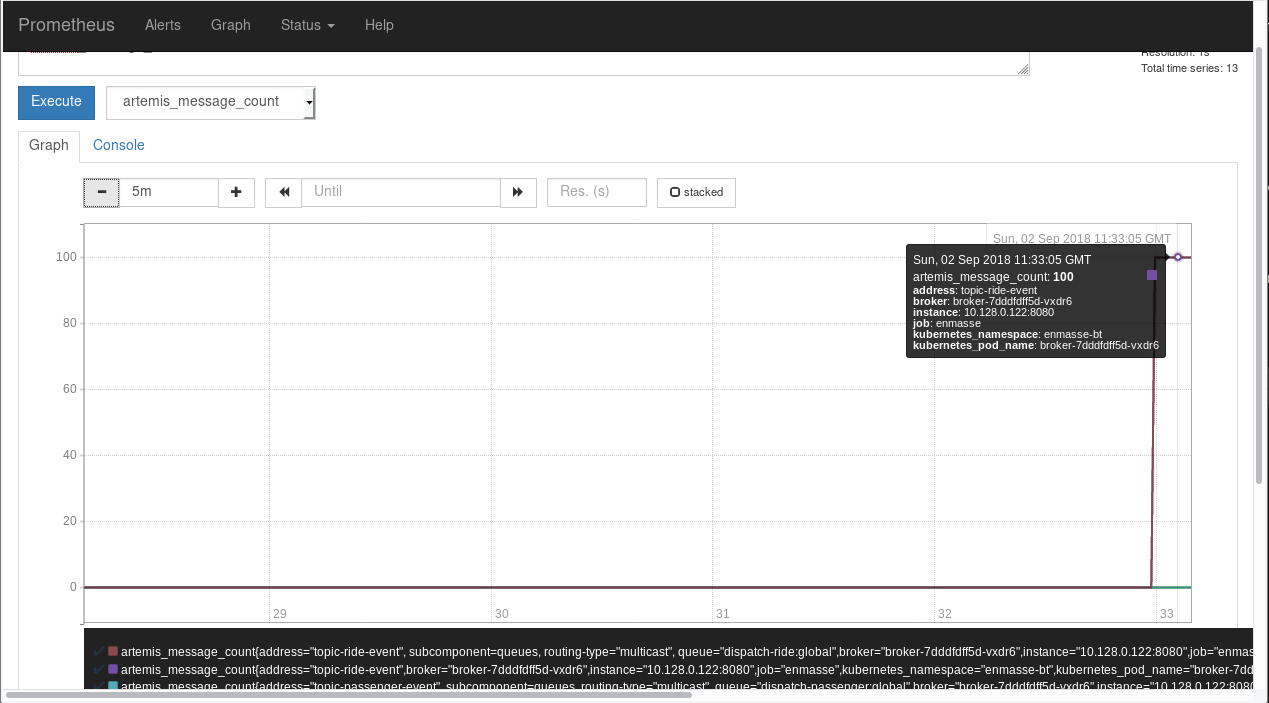 Prometheus Alerts Graph Status Help
Resolution: 1s
Total time series: 13
Execute artemis_message_count
Graph Console
5m Until Res. (s) stacked
Sun, 02 Sep 2018 11:33:05 GMT
Sun, 02 Sep 2018 11:33:05 GMT
artemis_message_count: 100
address: topic-ride-event
broker: broker-7dddfdff5d-vxdr6
instance: 10.128.0.122:8080
job: enmasse
kubernetes_namespace: enmasse-bt
kubernetes_pod_name: broker-7dddfdff5d-vxdr6
100
80
60
40
20
0
29 30 31 32 33
artemis_message_count{address="topic-ride-event", subcomponent=queues, routing-type="multicast", queue="dispatch-ride:global",broker="broker-7dddfdff5d-vxdr6",instance="10.128.0.122:8080",job="enmas
artemis_message_count{address="topic-ride-event",broker="broker-7dddfdff5d-vxdr6",instance="10.128.0.122:8080",job="enmasse",kubernetes_namespace="enmasse-bt",kubernetes_pod_name="broker-7ddd
artemis_message_count{address="topic-passenger-event", subcomponent=queues, routing-type="multicast", queue="dispatch-passenger:global",broker="broker-7dddfdff5d-vxdr6",instance="10.128.0.122:8080